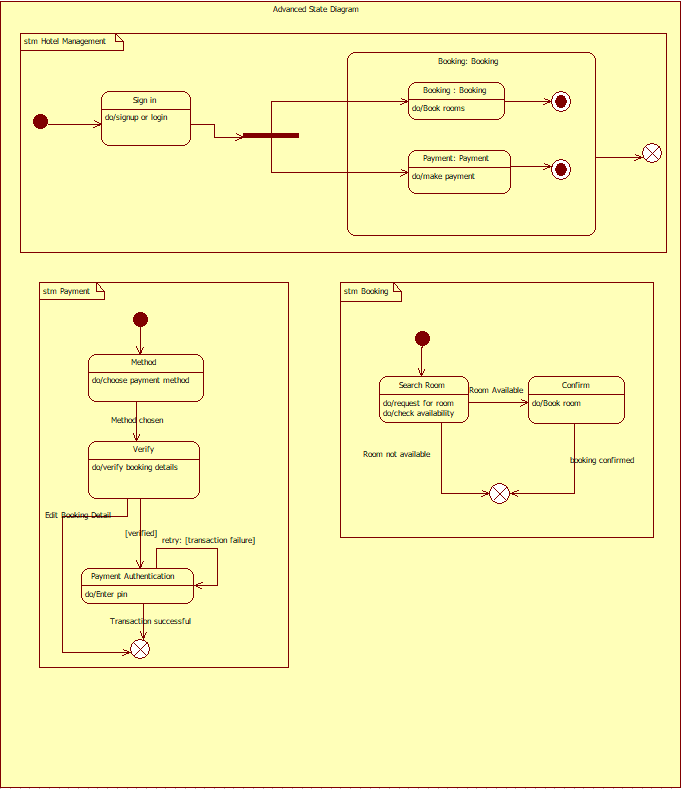 Advanced State Diagram
stm Hotel Management
Booking: Booking
Sign in
do/signup or login
Booking : Booking
do/Book rooms
Payment: Payment
do/make payment
stm Payment
Method
do/choose payment method
Method chosen
Verify
do/verify booking details
Edit Booking Detail
[verified]
retry: [transaction failure]
Payment Authentication
do/Enter pin
Transaction successful
stm Booking
Search Room
do/request for room
do/check availability
Room Available
Confirm
do/Book room
Room not available
booking confirmed